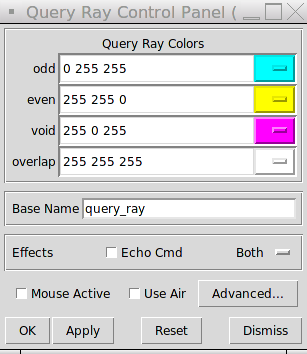 Query Ray Control Panel (
Query Ray Colors
odd 0 255 255
even 255 255 0
void 255 0 255
overlap 255 255 255
Base Name query_ray
Effects Echo Cmd Both
Mouse Active Use Air Advanced...
OK Apply Reset Dismiss